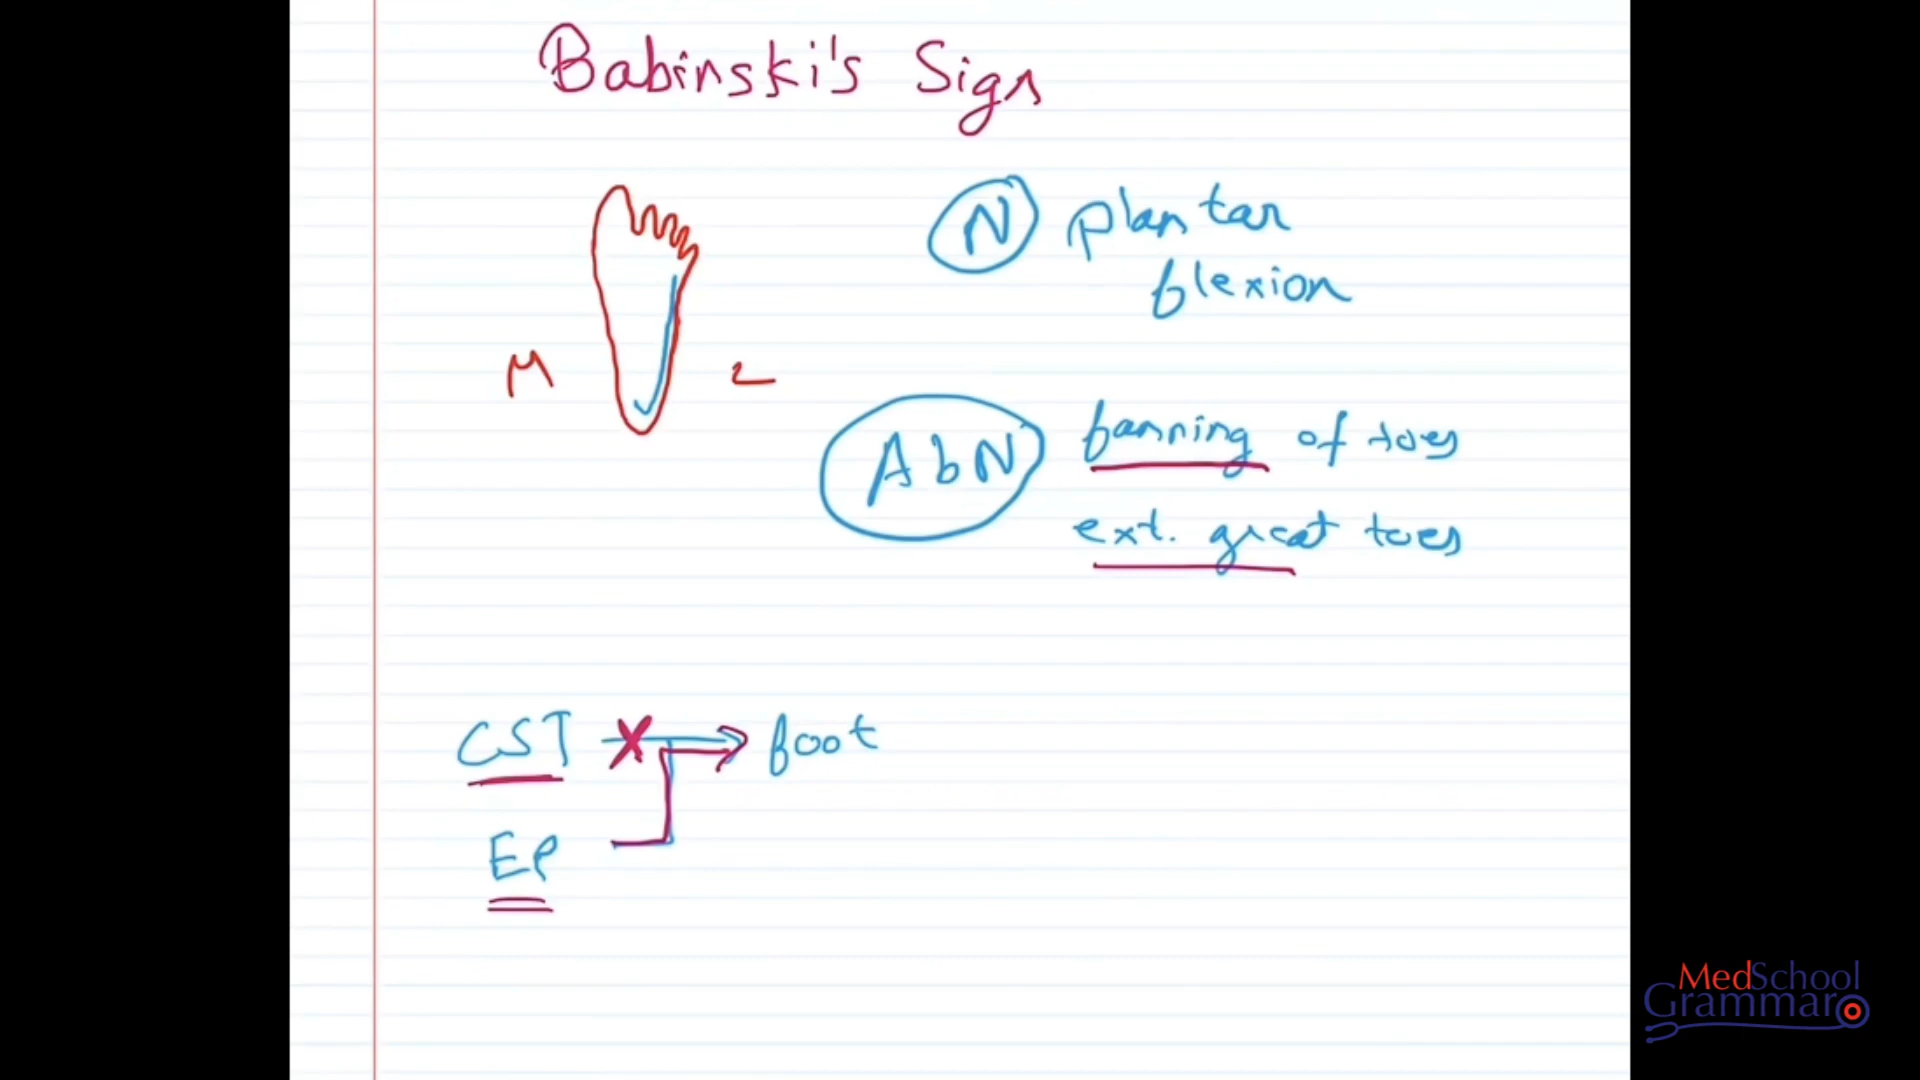 Babinski's Sign
N plantar
flexion
M L
AbN fanning of toes
ext. great toes
CST foot
EP
MedSchool
Grammar